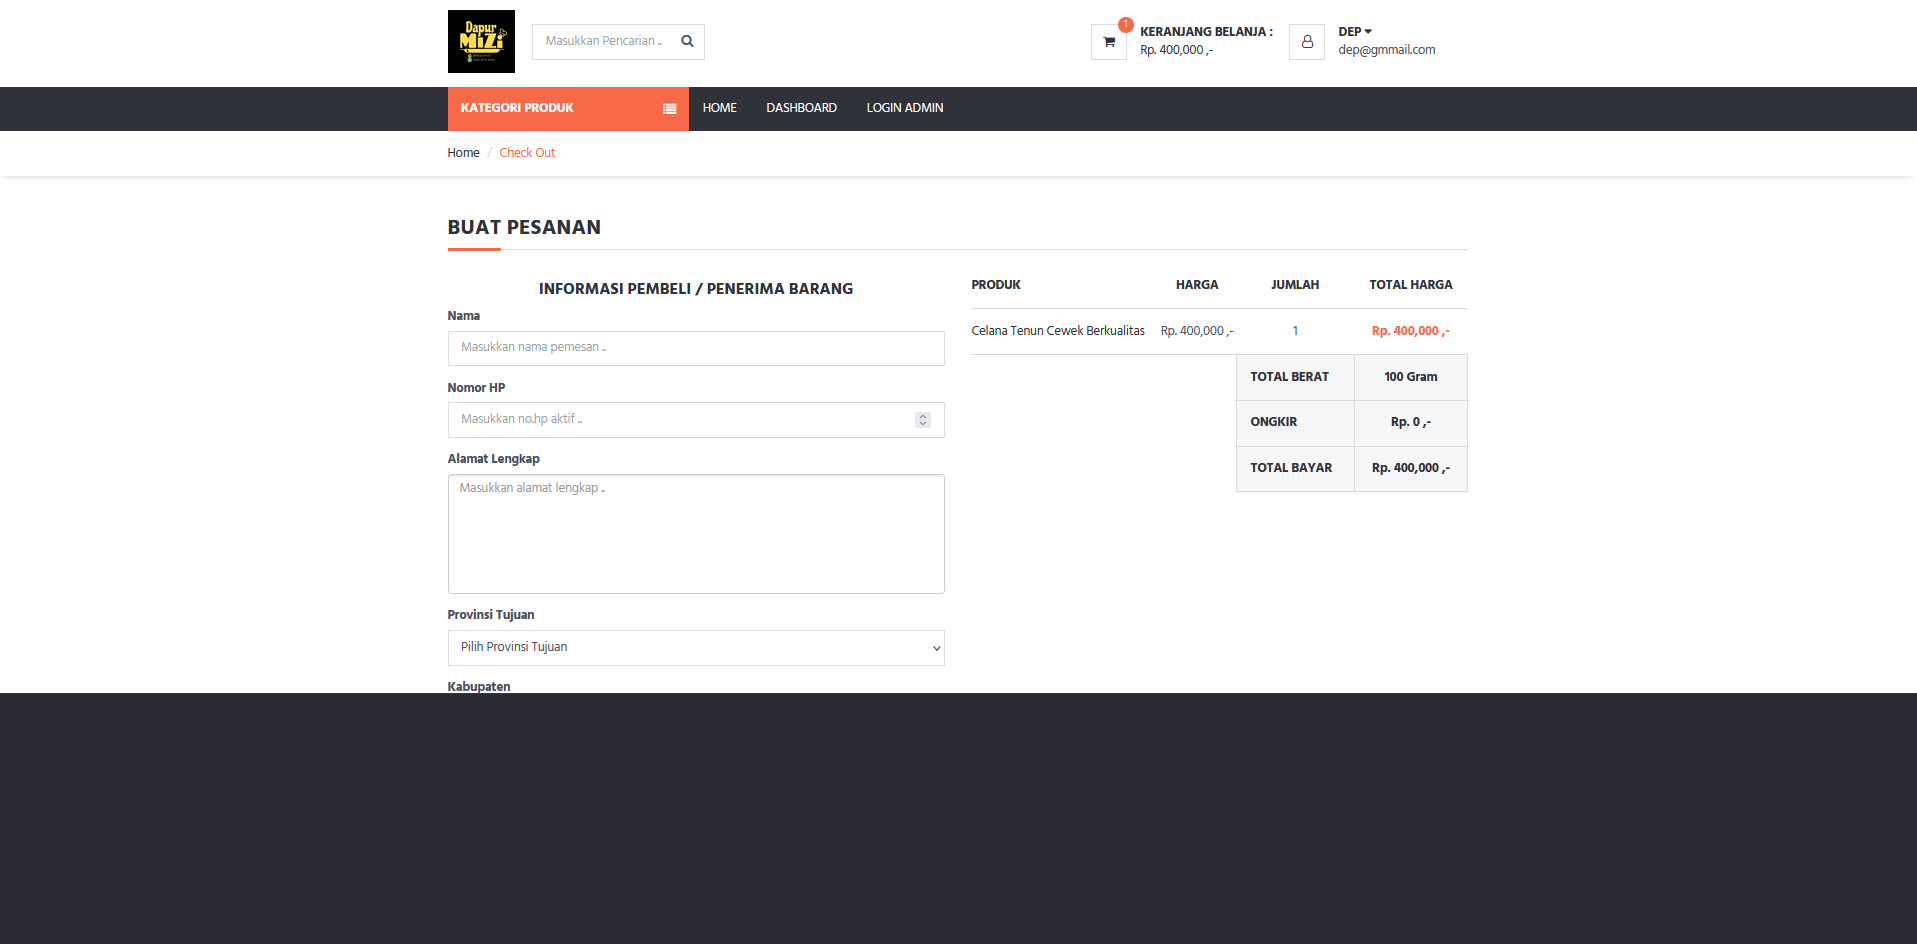 Dapur
MiZi
Masukkan Pencarian ..
1
KERANJANG BELANJA :
Rp. 400,000 ,-
DEP
dep@gmmail.com
KATEGORI PRODUK
HOME
DASHBOARD
LOGIN ADMIN
Home / Check Out
BUAT PESANAN
INFORMASI PEMBELI / PENERIMA BARANG
Nama
Masukkan nama pemesan ..
Nomor HP
Masukkan no.hp aktif ..
Alamat Lengkap
Masukkan alamat lengkap ..
Provinsi Tujuan
Pilih Provinsi Tujuan
Kabupaten
PRODUK HARGA JUMLAH TOTAL HARGA
Celana Tenun Cewek Berkualitas Rp. 400,000 ,- 1 Rp. 400,000 ,-
TOTAL BERAT 100 Gram
ONGKIR Rp. 0 ,-
TOTAL BAYAR Rp. 400,000 ,-